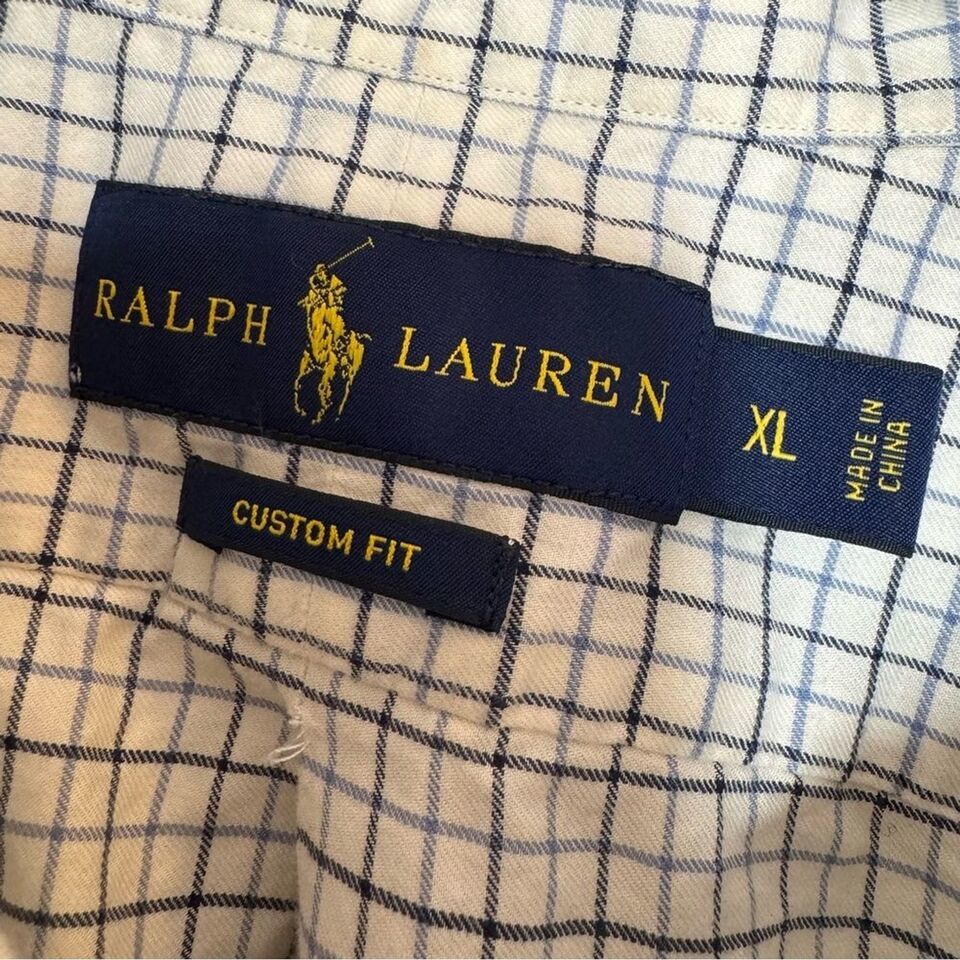 RALPH LAUREN
XL
MADE IN
CHINA
CUSTOM FIT